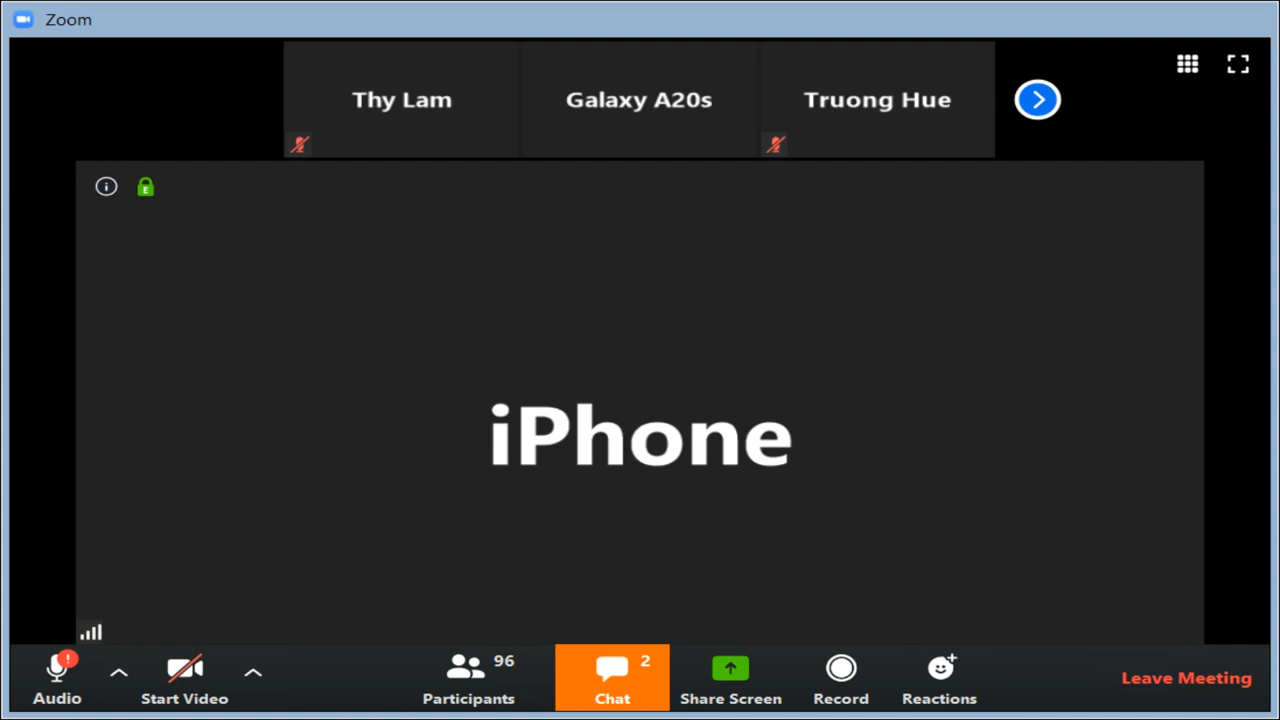 Zoom
Thy Lam
Galaxy A20s
Truong Hue
E
iPhone
Audio
Start Video
Participants 96
Chat 2
Share Screen
Record
Reactions
Leave Meeting